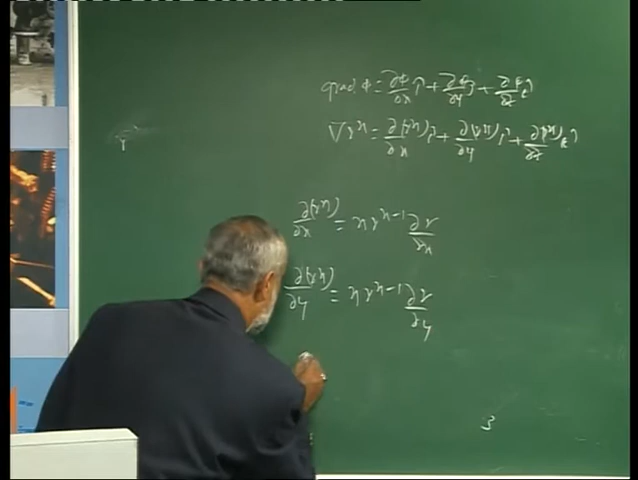 grad φ = ∂φ/∂x î + ∂φ/∂y ĵ + ∂φ/∂z k̂
∇rⁿ = ∂(rⁿ)/∂x î + ∂(rⁿ)/∂y ĵ + ∂(rⁿ)/∂z k̂
∂(rⁿ)/∂x = n rⁿ⁻¹ ∂r/∂x
∂(rⁿ)/∂y = n rⁿ⁻¹ ∂r/∂y